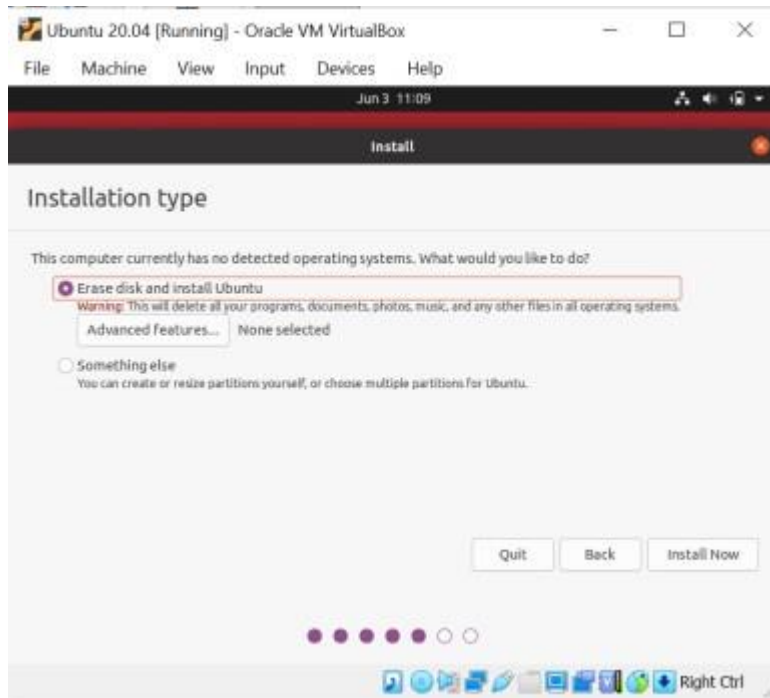 Ubuntu 20.04 [Running] - Oracle VM VirtualBox
File Machine View Input Devices Help
Jun 3 11:09
Install
Installation type
This computer currently has no detected operating systems. What would you like to do?
Erase disk and install Ubuntu
Warning: This will delete all your programs, documents, photos, music, and any other files in all operating systems.
Advanced features... None selected
Something else
You can create or resize partitions yourself, or choose multiple partitions for Ubuntu.
Quit Back Install Now
Right Ctrl